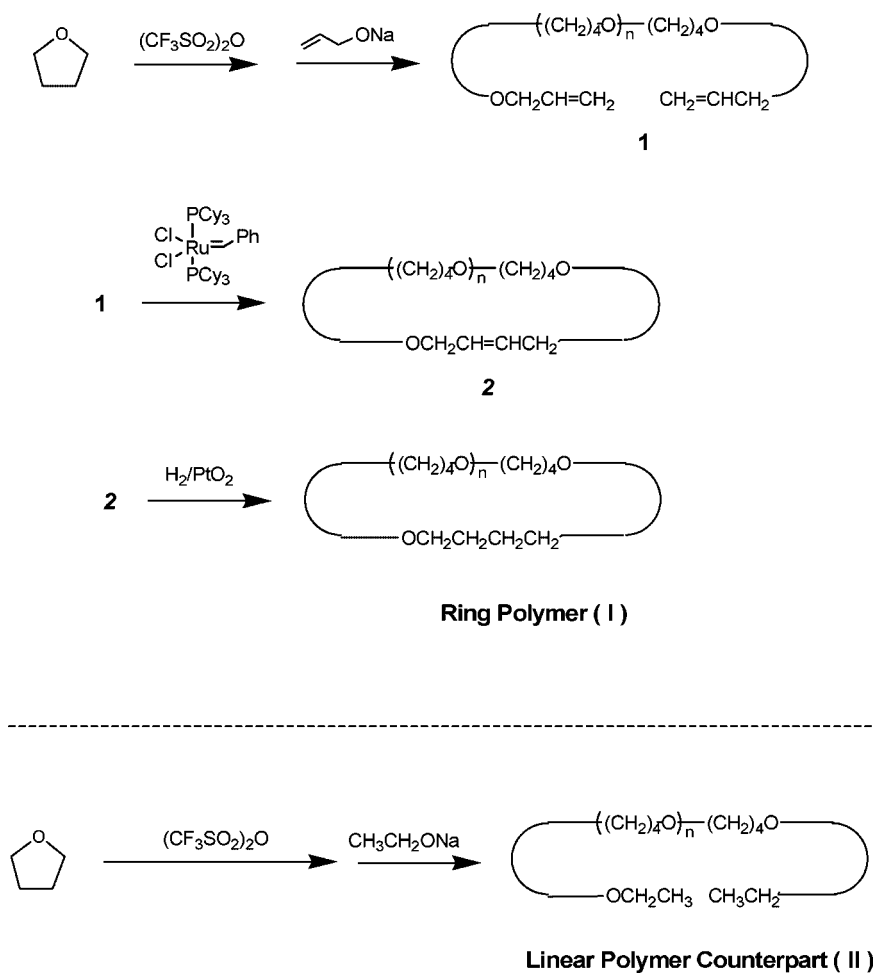 O (CF3SO2)2O ONa ((CH2)4O)n (CH2)4O
OCH2CH=CH2 CH2=CHCH2
1
PCy3
Cl Ru Ph
Cl
PCy3
1 ((CH2)4O)n (CH2)4O
OCH2CH=CHCH2
2
2 H2/PtO2 ((CH2)4O)n (CH2)4O
OCH2CH2CH2CH2
Ring Polymer ( I )
O (CF3SO2)2O CH3CH2ONa ((CH2)4O)n (CH2)4O
OCH2CH3 CH3CH2
Linear Polymer Counterpart ( II )